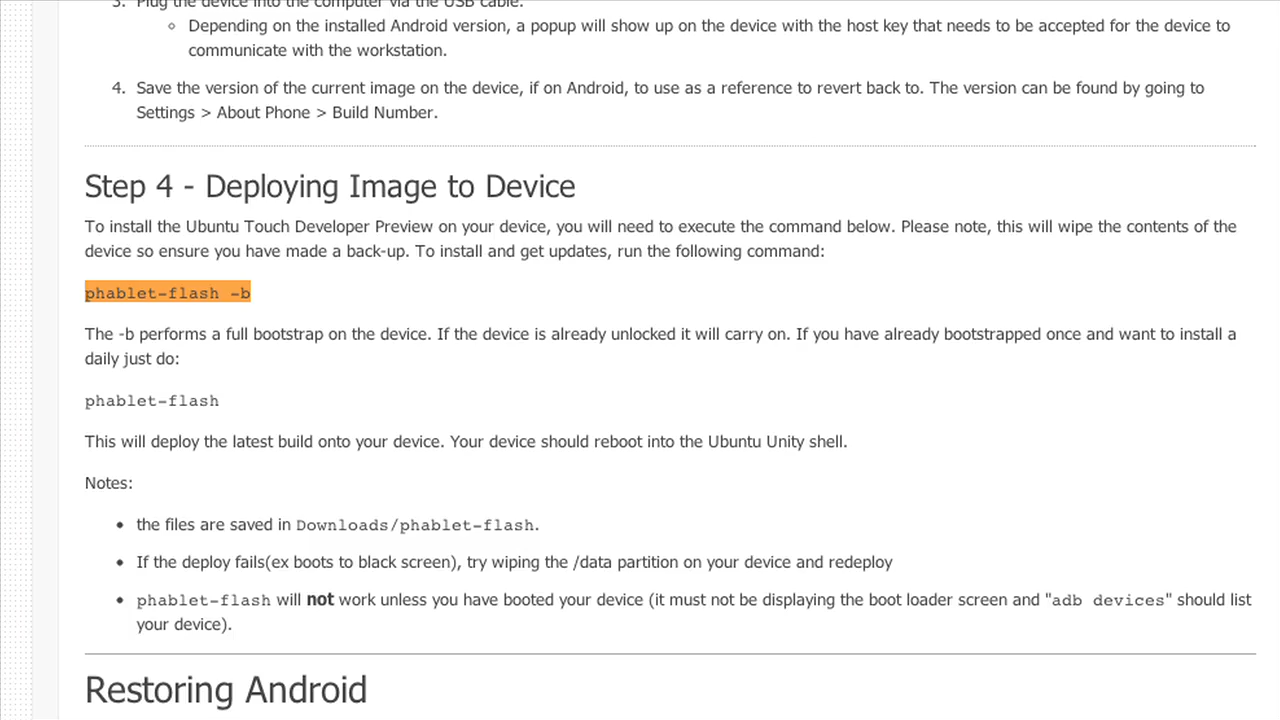 3. Plug the device into the computer via the USB cable.
Depending on the installed Android version, a popup will show up on the device with the host key that needs to be accepted for the device to
communicate with the workstation.
4. Save the version of the current image on the device, if on Android, to use as a reference to revert back to. The version can be found by going to
Settings > About Phone > Build Number.
Step 4 - Deploying Image to Device
To install the Ubuntu Touch Developer Preview on your device, you will need to execute the command below. Please note, this will wipe the contents of the
device so ensure you have made a back-up. To install and get updates, run the following command:
phablet-flash -b
The -b performs a full bootstrap on the device. If the device is already unlocked it will carry on. If you have already bootstrapped once and want to install a
daily just do:
phablet-flash
This will deploy the latest build onto your device. Your device should reboot into the Ubuntu Unity shell.
Notes:
the files are saved in Downloads/phablet-flash.
If the deploy fails(ex boots to black screen), try wiping the /data partition on your device and redeploy
phablet-flash will not work unless you have booted your device (it must not be displaying the boot loader screen and "adb devices" should list
your device).
Restoring Android